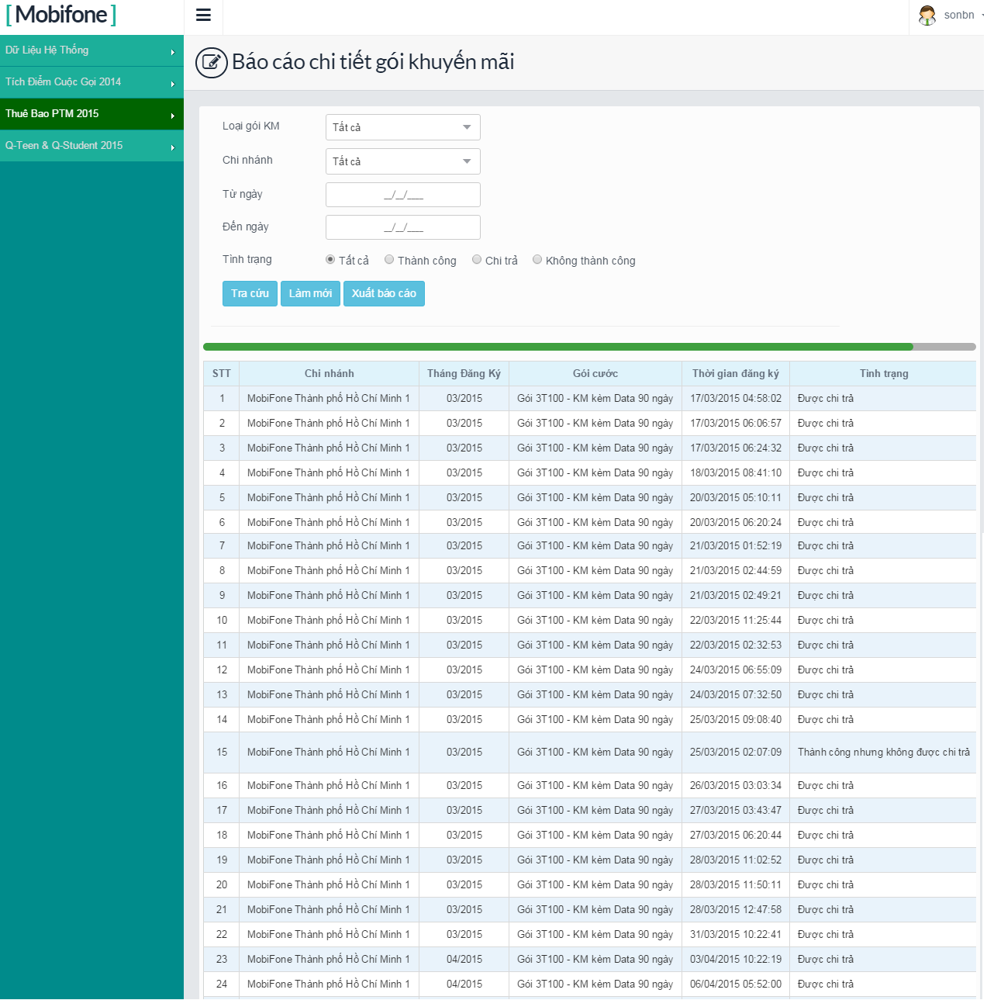 [ Mobifone ]
sonbn
Dữ Liệu Hệ Thống
Tích Điểm Cuộc Gọi 2014
Thuê Bao PTM 2015
Q-Teen & Q-Student 2015
Báo cáo chi tiết gói khuyến mãi
Loại gói KM Tất cả
Chi nhánh Tất cả
Từ ngày __/__/____
Đến ngày __/__/____
Tình trạng Tất cả Thành công Chi trả Không thành công
Tra cứu Làm mới Xuất báo cáo
STT Chi nhánh Tháng Đăng Ký Gói cước Thời gian đăng ký Tình trạng
1 MobiFone Thành phố Hồ Chí Minh 1 03/2015 Gói 3T100 - KM kèm Data 90 ngày 17/03/2015 04:58:02 Được chi trả
2 MobiFone Thành phố Hồ Chí Minh 1 03/2015 Gói 3T100 - KM kèm Data 90 ngày 17/03/2015 06:06:57 Được chi trả
3 MobiFone Thành phố Hồ Chí Minh 1 03/2015 Gói 3T100 - KM kèm Data 90 ngày 17/03/2015 06:24:32 Được chi trả
4 MobiFone Thành phố Hồ Chí Minh 1 03/2015 Gói 3T100 - KM kèm Data 90 ngày 18/03/2015 08:41:10 Được chi trả
5 MobiFone Thành phố Hồ Chí Minh 1 03/2015 Gói 3T100 - KM kèm Data 90 ngày 20/03/2015 05:10:11 Được chi trả
6 MobiFone Thành phố Hồ Chí Minh 1 03/2015 Gói 3T100 - KM kèm Data 90 ngày 20/03/2015 06:20:24 Được chi trả
7 MobiFone Thành phố Hồ Chí Minh 1 03/2015 Gói 3T100 - KM kèm Data 90 ngày 21/03/2015 01:52:19 Được chi trả
8 MobiFone Thành phố Hồ Chí Minh 1 03/2015 Gói 3T100 - KM kèm Data 90 ngày 21/03/2015 02:44:59 Được chi trả
9 MobiFone Thành phố Hồ Chí Minh 1 03/2015 Gói 3T100 - KM kèm Data 90 ngày 21/03/2015 02:49:21 Được chi trả
10 MobiFone Thành phố Hồ Chí Minh 1 03/2015 Gói 3T100 - KM kèm Data 90 ngày 22/03/2015 11:25:44 Được chi trả
11 MobiFone Thành phố Hồ Chí Minh 1 03/2015 Gói 3T100 - KM kèm Data 90 ngày 22/03/2015 02:32:53 Được chi trả
12 MobiFone Thành phố Hồ Chí Minh 1 03/2015 Gói 3T100 - KM kèm Data 90 ngày 24/03/2015 06:55:09 Được chi trả
13 MobiFone Thành phố Hồ Chí Minh 1 03/2015 Gói 3T100 - KM kèm Data 90 ngày 24/03/2015 07:32:50 Được chi trả
14 MobiFone Thành phố Hồ Chí Minh 1 03/2015 Gói 3T100 - KM kèm Data 90 ngày 25/03/2015 09:08:40 Được chi trả
15 MobiFone Thành phố Hồ Chí Minh 1 03/2015 Gói 3T100 - KM kèm Data 90 ngày 25/03/2015 02:07:09 Thành công nhưng không được chi trả
16 MobiFone Thành phố Hồ Chí Minh 1 03/2015 Gói 3T100 - KM kèm Data 90 ngày 26/03/2015 03:03:34 Được chi trả
17 MobiFone Thành phố Hồ Chí Minh 1 03/2015 Gói 3T100 - KM kèm Data 90 ngày 27/03/2015 03:43:47 Được chi trả
18 MobiFone Thành phố Hồ Chí Minh 1 03/2015 Gói 3T100 - KM kèm Data 90 ngày 27/03/2015 06:20:44 Được chi trả
19 MobiFone Thành phố Hồ Chí Minh 1 03/2015 Gói 3T100 - KM kèm Data 90 ngày 28/03/2015 11:02:52 Được chi trả
20 MobiFone Thành phố Hồ Chí Minh 1 03/2015 Gói 3T100 - KM kèm Data 90 ngày 28/03/2015 11:50:11 Được chi trả
21 MobiFone Thành phố Hồ Chí Minh 1 03/2015 Gói 3T100 - KM kèm Data 90 ngày 28/03/2015 12:47:58 Được chi trả
22 MobiFone Thành phố Hồ Chí Minh 1 03/2015 Gói 3T100 - KM kèm Data 90 ngày 31/03/2015 10:22:41 Được chi trả
23 MobiFone Thành phố Hồ Chí Minh 1 04/2015 Gói 3T100 - KM kèm Data 90 ngày 03/04/2015 10:22:19 Được chi trả
24 MobiFone Thành phố Hồ Chí Minh 1 04/2015 Gói 3T100 - KM kèm Data 90 ngày 06/04/2015 05:52:00 Được chi trả